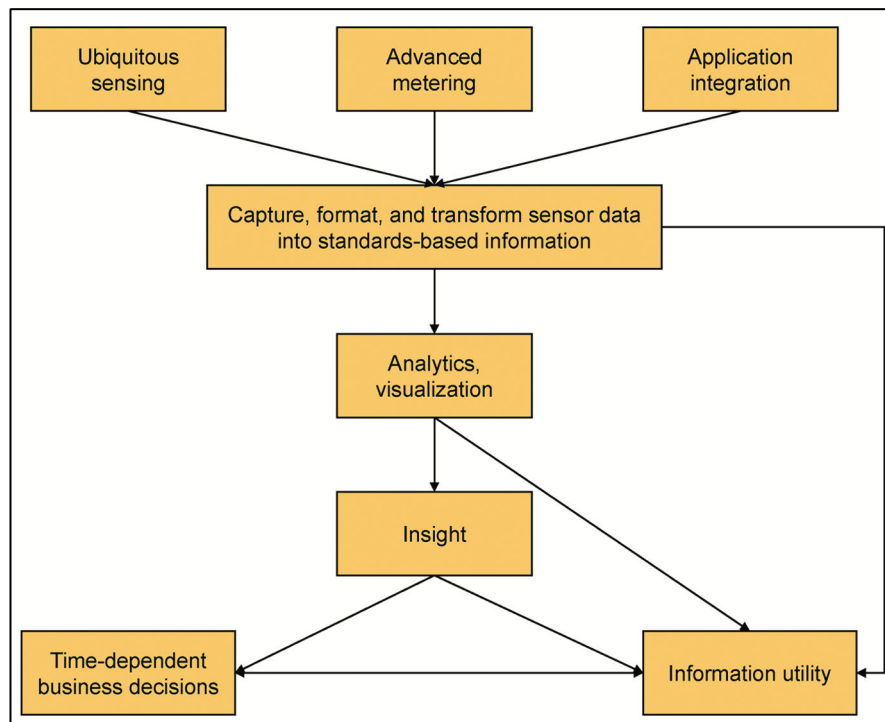 Ubiquitous
sensing
Advanced
metering
Application
integration
Capture, format, and transform sensor data
into standards-based information
Analytics,
visualization
Insight
Time-dependent
business decisions
Information utility